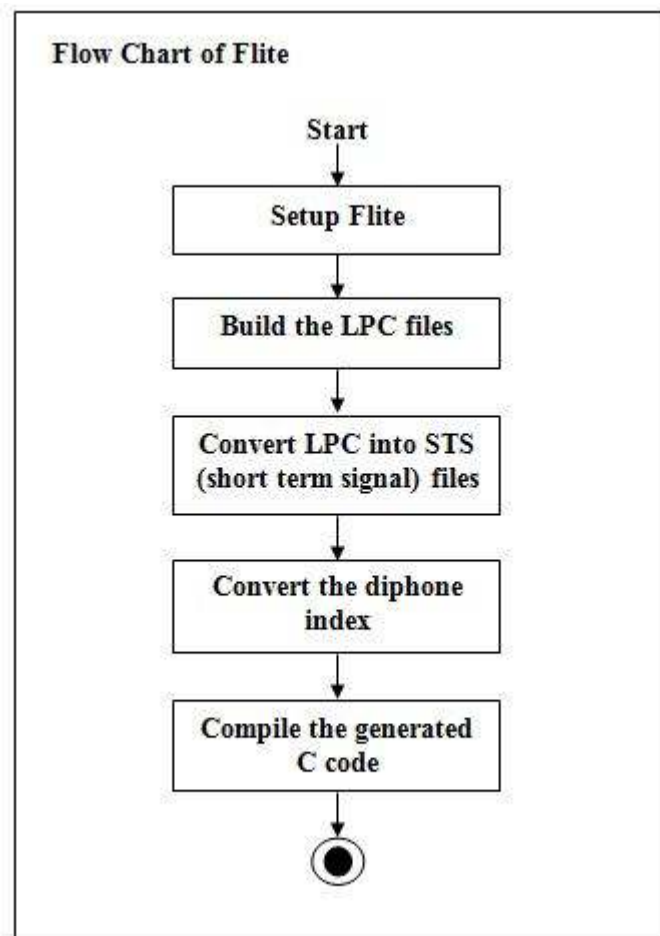 Flow Chart of Flite
Start
Setup Flite
Build the LPC files
Convert LPC into STS
(short term signal) files
Convert the diphone
index
Compile the generated
C code